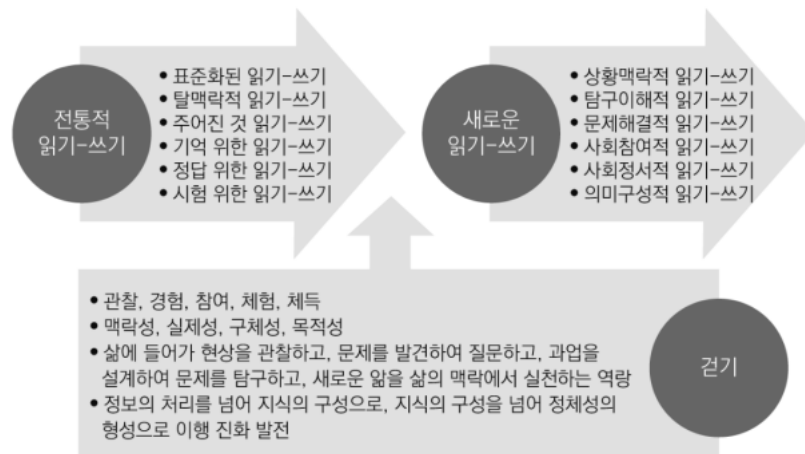 전통적
읽기-쓰기
• 표준화된 읽기-쓰기
• 탈맥락적 읽기-쓰기
• 주어진 것 읽기-쓰기
• 기억 위한 읽기-쓰기
• 정답 위한 읽기-쓰기
• 시험 위한 읽기-쓰기
새로운
읽기-쓰기
• 상황맥락적 읽기-쓰기
• 탐구이해적 읽기-쓰기
• 문제해결적 읽기-쓰기
• 사회참여적 읽기-쓰기
• 사회정서적 읽기-쓰기
• 의미구성적 읽기-쓰기
• 관찰, 경험, 참여, 체험, 체득
• 맥락성, 실제성, 구체성, 목적성
• 삶에 들어가 현상을 관찰하고, 문제를 발견하여 질문하고, 과업을
설계하여 문제를 탐구하고, 새로운 앎을 삶의 맥락에서 실천하는 역량
• 정보의 처리를 넘어 지식의 구성으로, 지식의 구성을 넘어 정체성의
형성으로 이행 진화 발전
걷기